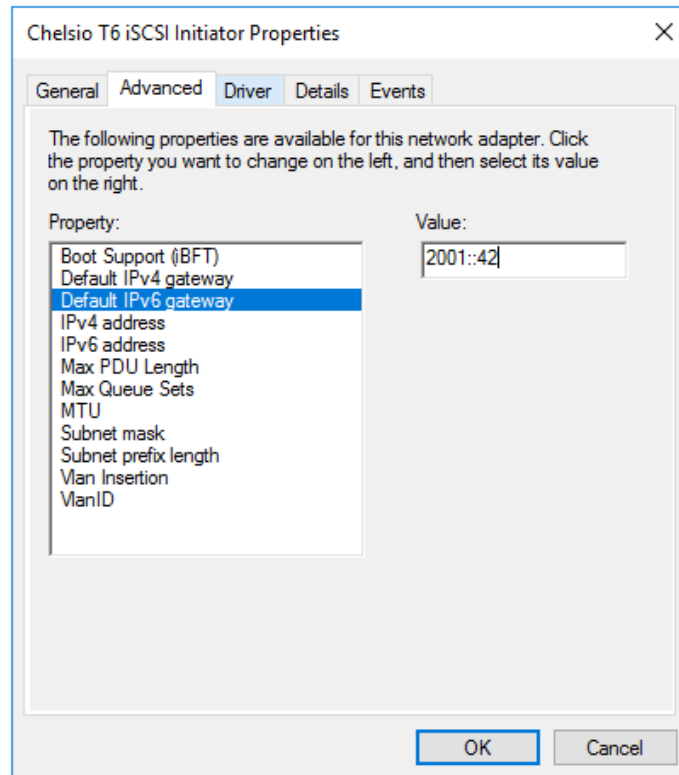 Chelsio T6 iSCSI Initiator Properties
General Advanced Driver Details Events
The following properties are available for this network adapter. Click
the property you want to change on the left, and then select its value
on the right.
Property:
Value:
Boot Support (iBFT)
Default IPv4 gateway
Default IPv6 gateway
IPv4 address
IPv6 address
Max PDU Length
Max Queue Sets
MTU
Subnet mask
Subnet prefix length
Vlan Insertion
VlanID
2001::42
OK
Cancel